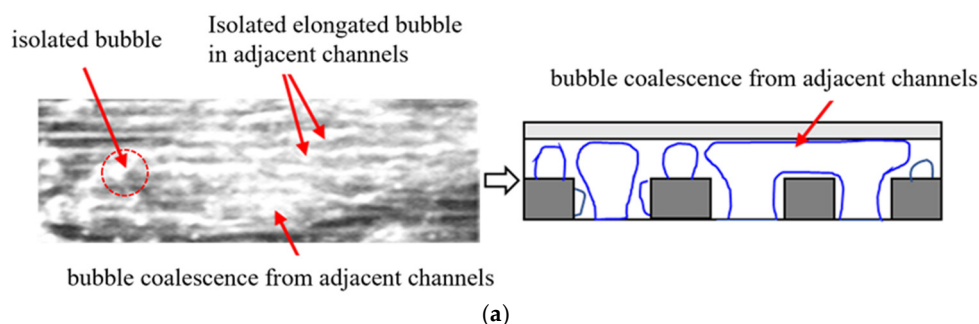 isolated bubble
Isolated elongated bubble
in adjacent channels
bubble coalescence from adjacent channels
bubble coalescence from adjacent channels
(a)